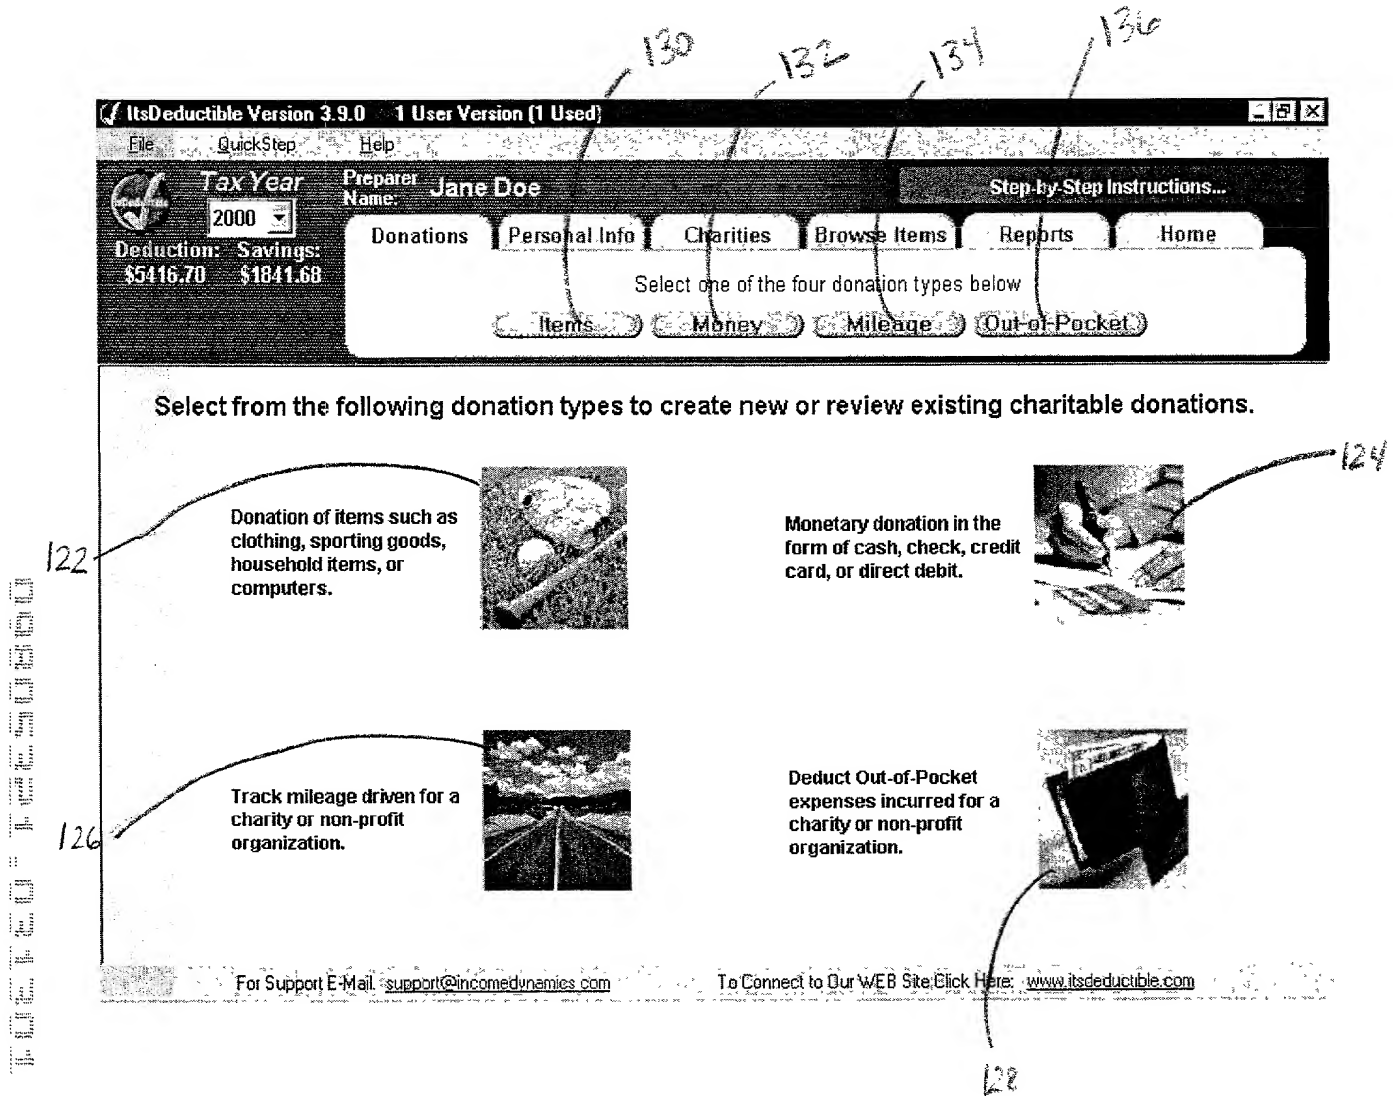 130 132 134 136
ItsDeductible Version 3.9.0 1 User Version (1 Used)
File QuickStep Help
Tax Year
2000
Preparer Name: Jane Doe
Step-by-Step Instructions...
Deduction: Savings:
$5416.70 $1841.68
Donations Personal Info Charities Browse Items Reports Home
Select one of the four donation types below
Items Money Mileage Out-of-Pocket
Select from the following donation types to create new or review existing charitable donations.
122
Donation of items such as
clothing, sporting goods,
household items, or
computers.
124
Monetary donation in the
form of cash, check, credit
card, or direct debit.
126
Track mileage driven for a
charity or non-profit
organization.
Deduct Out-of-Pocket
expenses incurred for a
charity or non-profit
organization.
128
For Support E-Mail. support@incomedynamics.com
To Connect to Our WEB Site,Click Here: www.itsdeductible.com